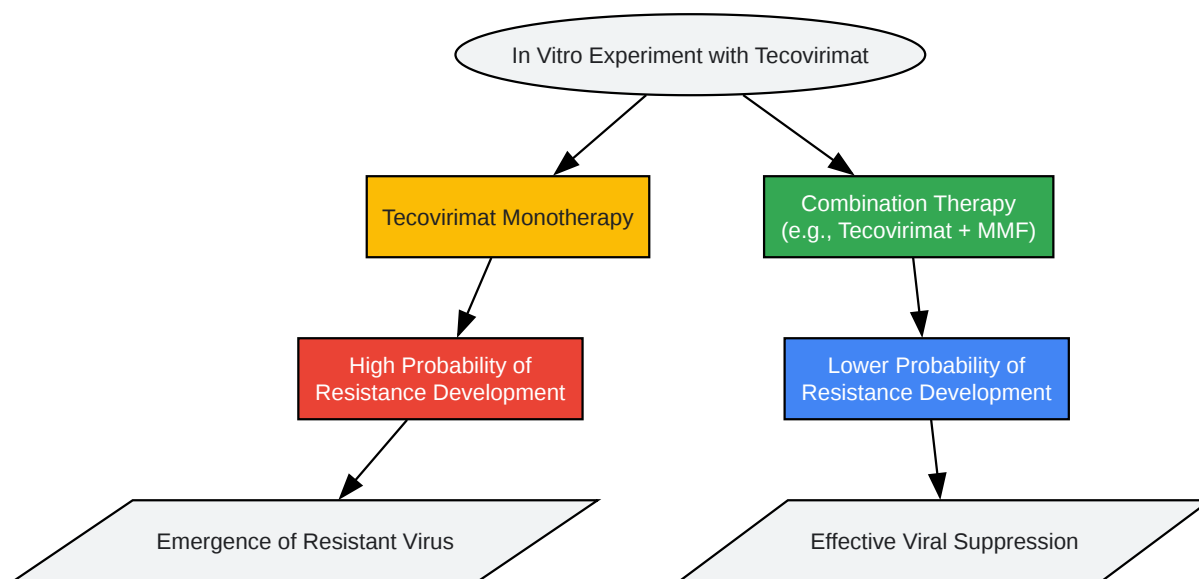 In Vitro Experiment with Tecovirimat
Tecovirimat Monotherapy
Combination Therapy
(e.g., Tecovirimat + MMF)
High Probability of
Resistance Development
Lower Probability of
Resistance Development
Emergence of Resistant Virus
Effective Viral Suppression